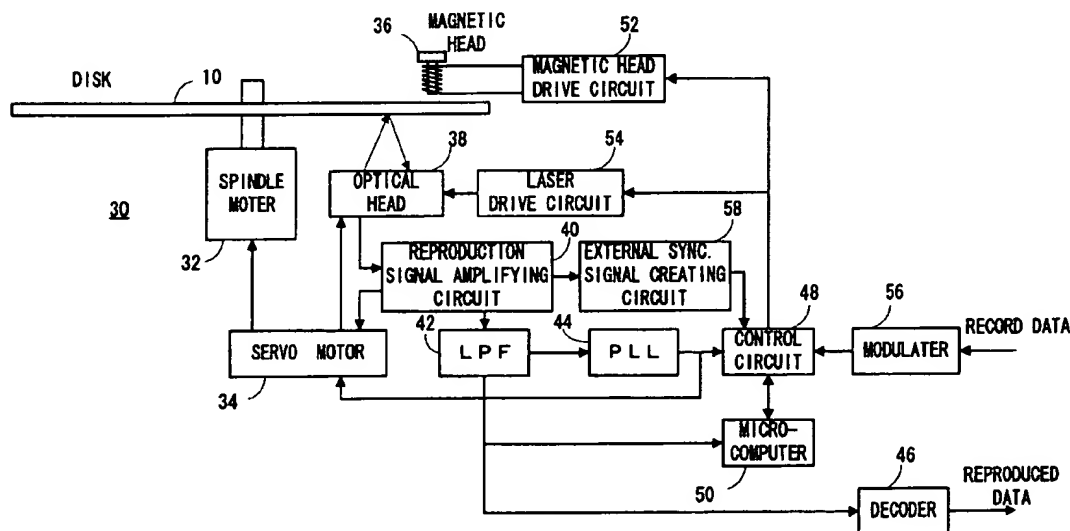 36
MAGNETIC
HEAD
52
MAGNETIC HEAD
DRIVE CIRCUIT
DISK
10
38
54
SPINDLE
MOTER
OPTICAL
HEAD
LASER
DRIVE CIRCUIT
30
58
32
40
REPRODUCTION
SIGNAL AMPLIFYING
CIRCUIT
EXTERNAL SYNC.
SIGNAL CREATING
CIRCUIT
48
56
42
44
RECORD DATA
SERVO MOTOR
LPF
PLL
CONTROL
CIRCUIT
MODULATER
34
MICRO-
COMPUTER
50
46
REPRODUCED
DATA
DECODER